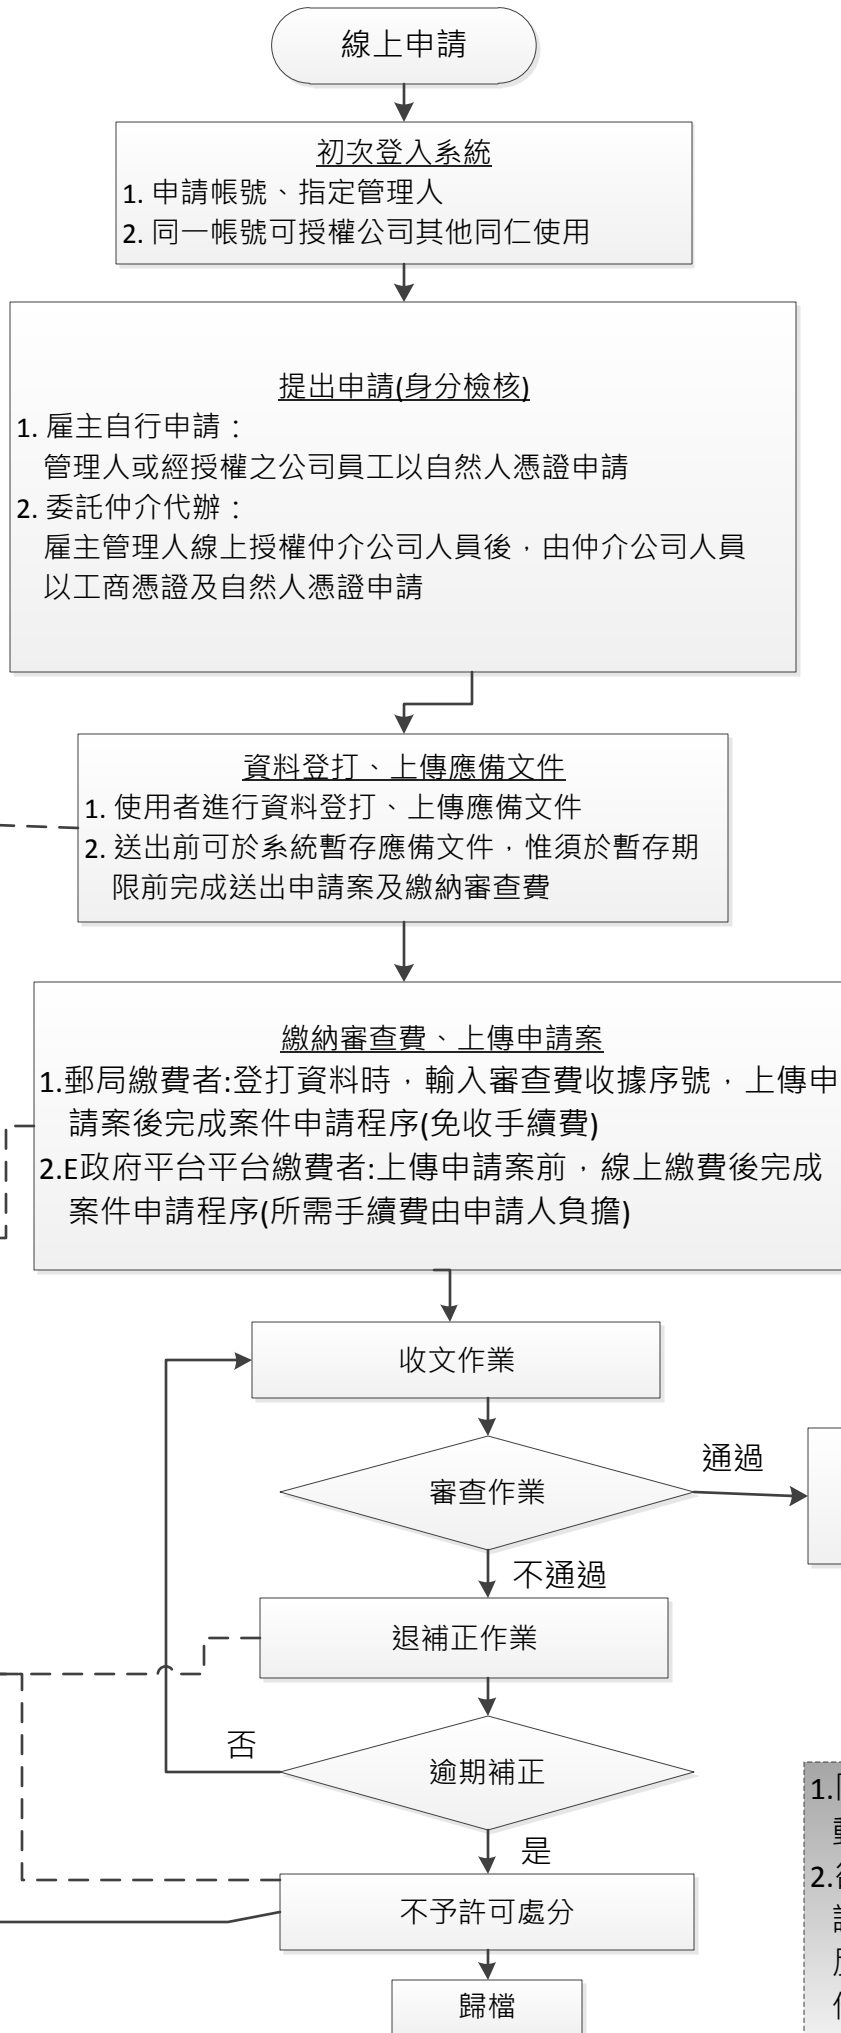 線上申請
初次登入系統
1. 申請帳號、指定管理人
2. 同一帳號可授權公司其他同仁使用
提出申請(身分檢核)
1. 雇主自行申請：
管理人或經授權之公司員工以自然人憑證申請
2. 委託仲介代辦：
雇主管理人線上授權仲介公司人員後，由仲介公司人員
以工商憑證及自然人憑證申請
資料登打、上傳應備文件
1. 使用者進行資料登打、上傳應備文件
2. 送出前可於系統暫存應備文件，惟須於暫存期
限前完成送出申請案及繳納審查費
繳納審查費、上傳申請案
1.郵局繳費者:登打資料時，輸入審查費收據序號，上傳申
請案後完成案件申請程序(免收手續費)
2.E政府平台平台繳費者:上傳申請案前，線上繳費後完成
案件申請程序(所需手續費由申請人負擔)
收文作業
審查作業
通過
不通過
退補正作業
否
逾期補正
是
不予許可處分
歸檔
1.
2.